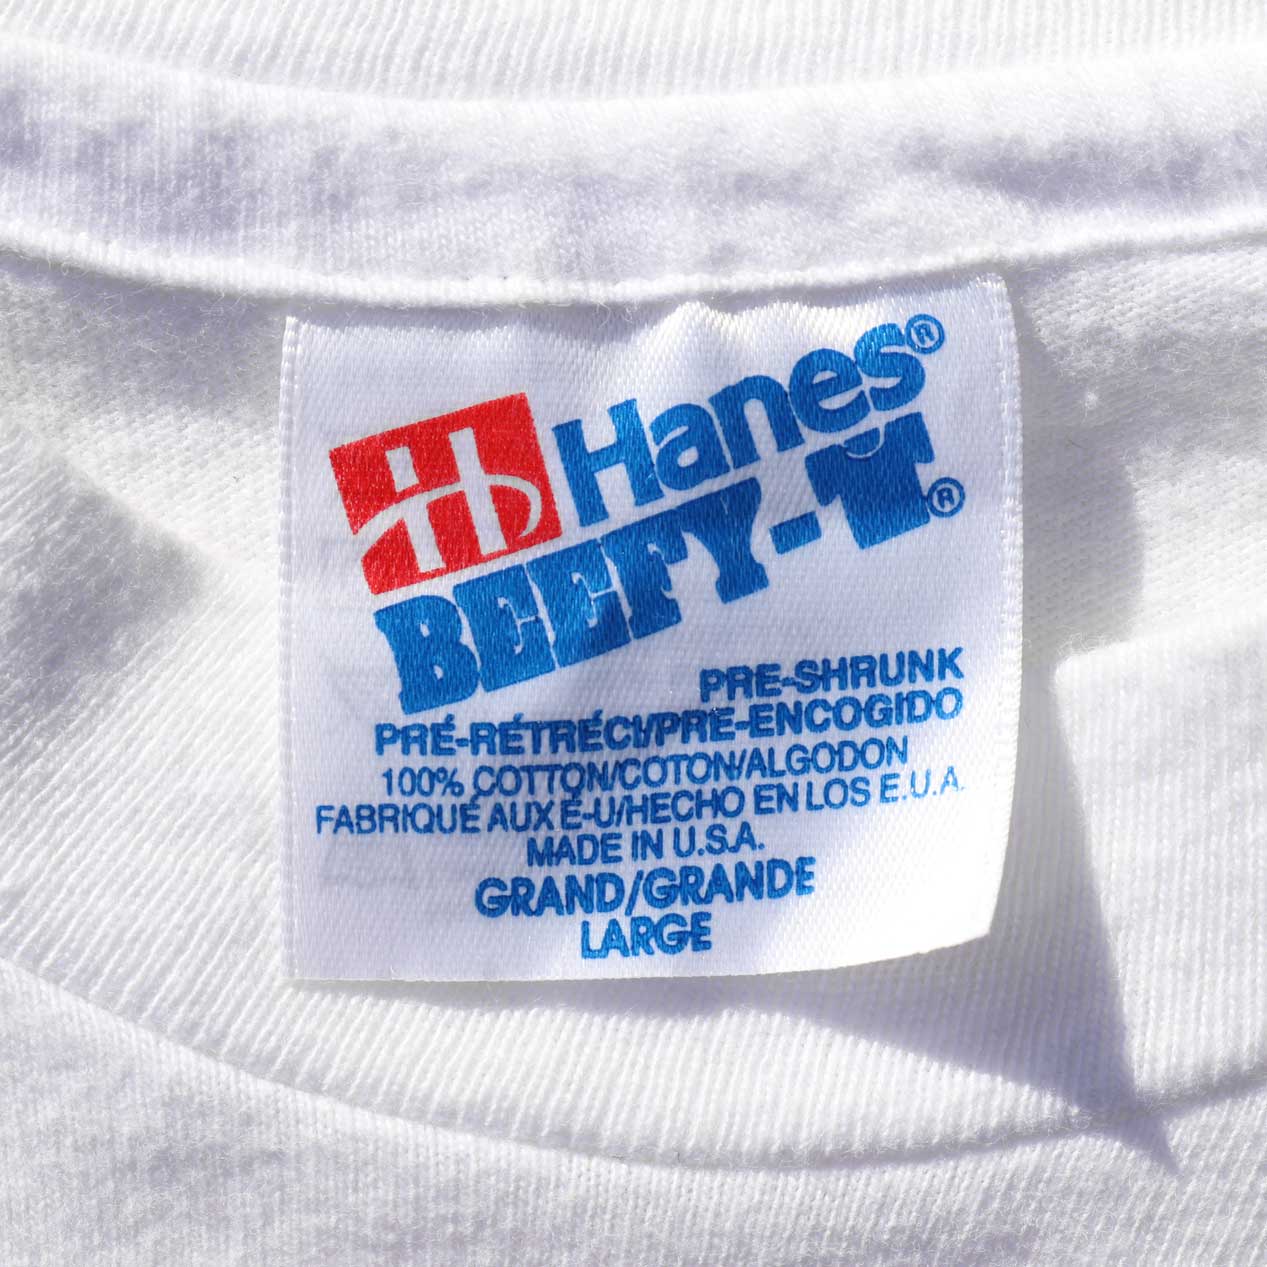 Hanes®
BEEFY-T®
PRE-SHRUNK
PRÉ-RÉTRÉCI/PRE-ENCOGIDO
100% COTTON/COTON/ALGODON
FABRIQUÉ AUX É-U/HECHO EN LOS E.U.A.
MADE IN U.S.A.
GRAND/GRANDE
LARGE